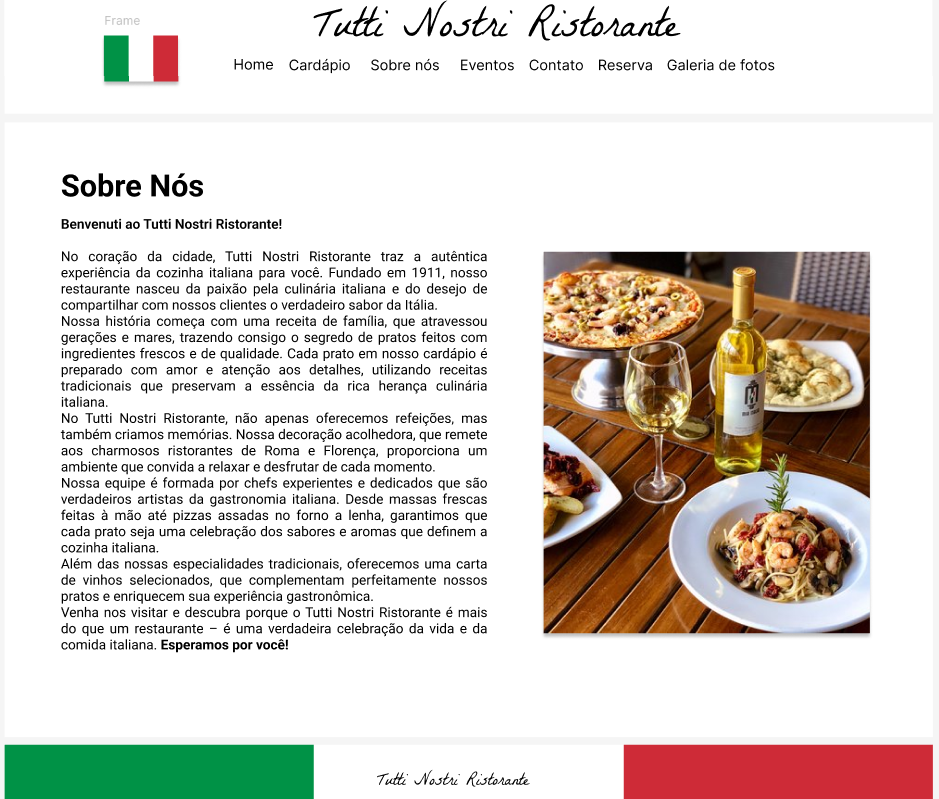 Frame
Tutti Nostri Ristorante
Home Cardápio Sobre nós Eventos Contato Reserva Galeria de fotos
Sobre Nós
Benvenuti ao Tutti Nostri Ristorante!
No coração da cidade, Tutti Nostri Ristorante traz a autêntica
experiência da cozinha italiana para você. Fundado em 1911, nosso
restaurante nasceu da paixão pela culinária italiana e do desejo de
compartilhar com nossos clientes o verdadeiro sabor da Itália.
Nossa história começa com uma receita de família, que atravessou
gerações e mares, trazendo consigo o segredo de pratos feitos com
ingredientes frescos e de qualidade. Cada prato em nosso cardápio é
preparado com amor e atenção aos detalhes, utilizando receitas
tradicionais que preservam a essência da rica herança culinária
italiana.
No Tutti Nostri Ristorante, não apenas oferecemos refeições, mas
também criamos memórias. Nossa decoração acolhedora, que remete
aos charmosos ristorantes de Roma e Florença, proporciona um
ambiente que convida a relaxar e desfrutar de cada momento.
Nossa equipe é formada por chefs experientes e dedicados que são
verdadeiros artistas da gastronomia italiana. Desde massas frescas
feitas à mão até pizzas assadas no forno a lenha, garantimos que
cada prato seja uma celebração dos sabores e aromas que definem a
cozinha italiana.
Além das nossas especialidades tradicionais, oferecemos uma carta
de vinhos selecionados, que complementam perfeitamente nossos
pratos e enriquecem sua experiência gastronômica.
Venha nos visitar e descubra porque o Tutti Nostri Ristorante é mais
do que um restaurante – é uma verdadeira celebração da vida e da
comida italiana. Esperamos por você!
Tutti Nostri Ristorante